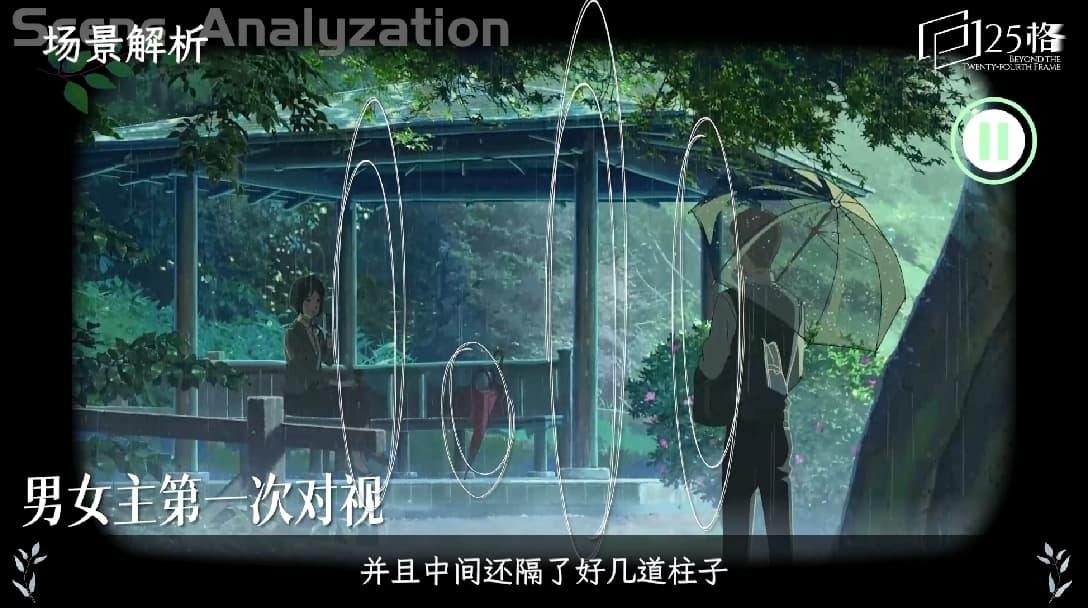 Scene Analyzation
场景解析
25格
BEYOND THE
TWENTY-FOURTH FRAME
男女主第一次对视
并且中间还隔了好几道柱子